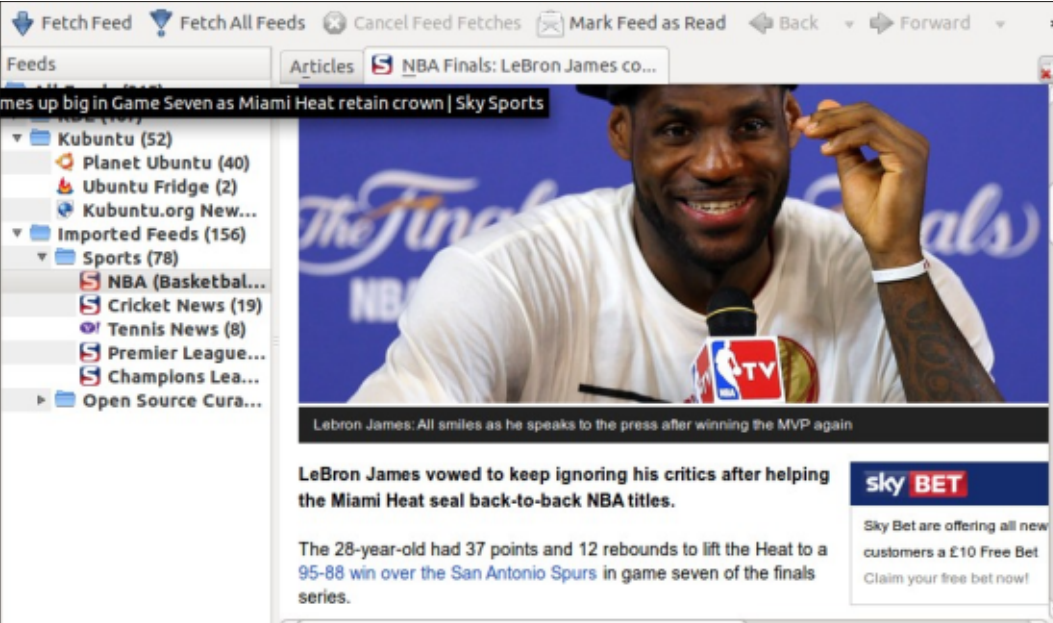 Fetch Feed Fetch All Feeds Cancel Feed Fetches Mark Feed as Read Back Forward
Feeds
Articles NBA Finals: LeBron James co...
mes up big in Game Seven as Miami Heat retain crown | Sky Sports
Kubuntu (52)
Planet Ubuntu (40)
Ubuntu Fridge (2)
Kubuntu.org New...
Imported Feeds (156)
Sports (78)
NBA (Basketbal...
Cricket News (19)
Tennis News (8)
Premier League...
Champions Lea...
Open Source Cura...
The Finals
NBA
NBA
TV
Lebron James: All smiles as he speaks to the press after winning the MVP again
LeBron James vowed to keep ignoring his critics after helping
the Miami Heat seal back-to-back NBA titles.
The 28-year-old had 37 points and 12 rebounds to lift the Heat to a
95-88 win over the San Antonio Spurs in game seven of the finals
series.
sky BET
Sky Bet are offering all new
customers a £10 Free Bet
Claim your free bet now!